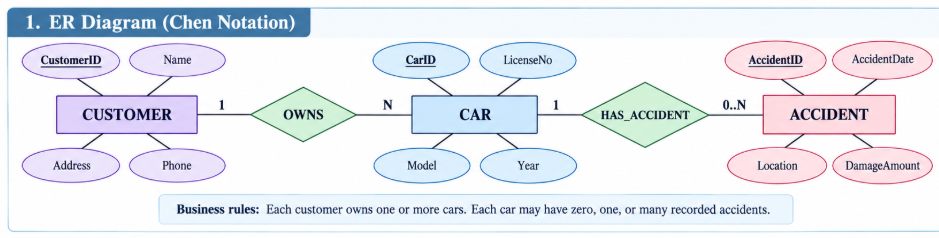 1. ER Diagram (Chen Notation)
CustomerID
Name
CarID
LicenseNo
AccidentID
AccidentDate
CUSTOMER
1
OWNS
N
CAR
1
HAS_ACCIDENT
0..N
ACCIDENT
Address
Phone
Model
Year
Location
DamageAmount
Business rules: Each customer owns one or more cars. Each car may have zero, one, or many recorded accidents.